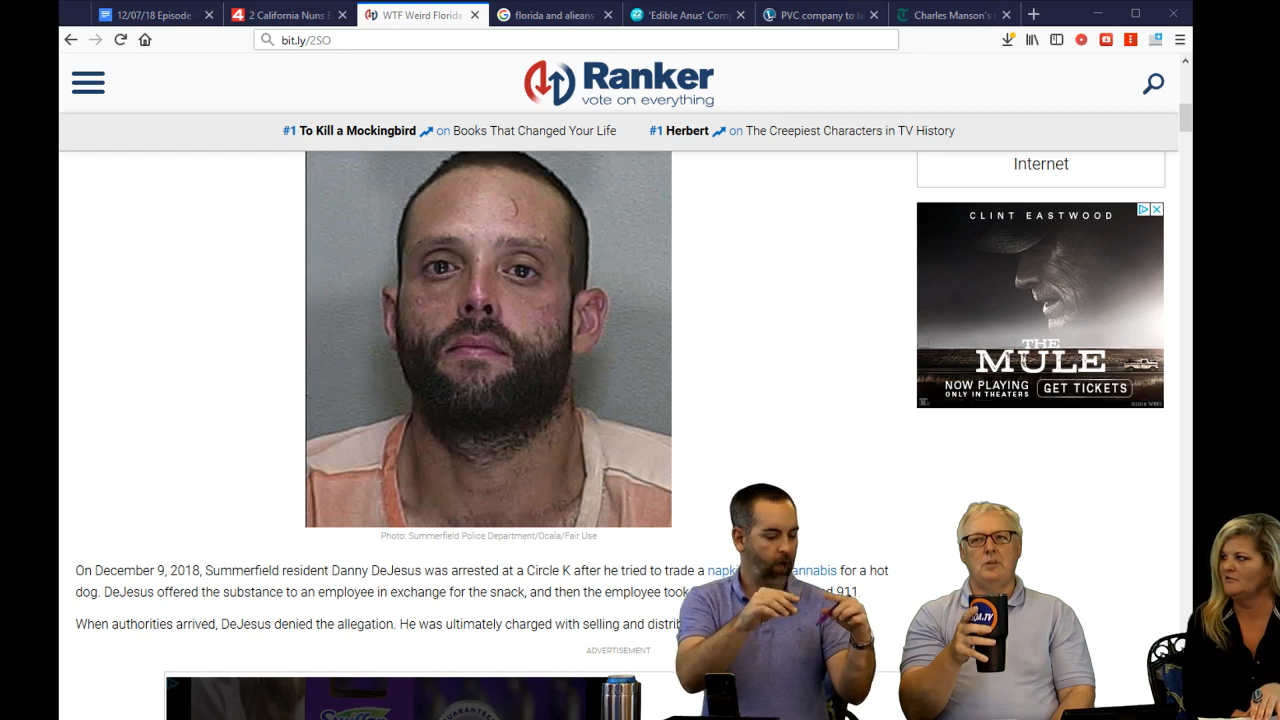 12/07/18 Episode
2 California Nuns E
WTF Weird Florida
florida and alieans
'Edible Anus' Comp
PVC company to le
Charles Manson's
bit.ly/2SO
Ranker
vote on everything
#1 To Kill a Mockingbird on Books That Changed Your Life
#1 Herbert on The Creepiest Characters in TV History
Internet
CLINT EASTWOOD
THE
MULE
NOW PLAYING
ONLY IN THEATERS
GET TICKETS
Photo: Summerfield Police Department/Ocala/Fair Use
On December 9, 2018, Summerfield resident Danny DeJesus was arrested at a Circle K after he tried to trade a napki annabis for a hot
dog. DeJesus offered the substance to an employee in exchange for the snack, and then the employee took d 911.
When authorities arrived, DeJesus denied the allegation. He was ultimately charged with selling and distrib
ADVERTISEMENT
GUARANTEE